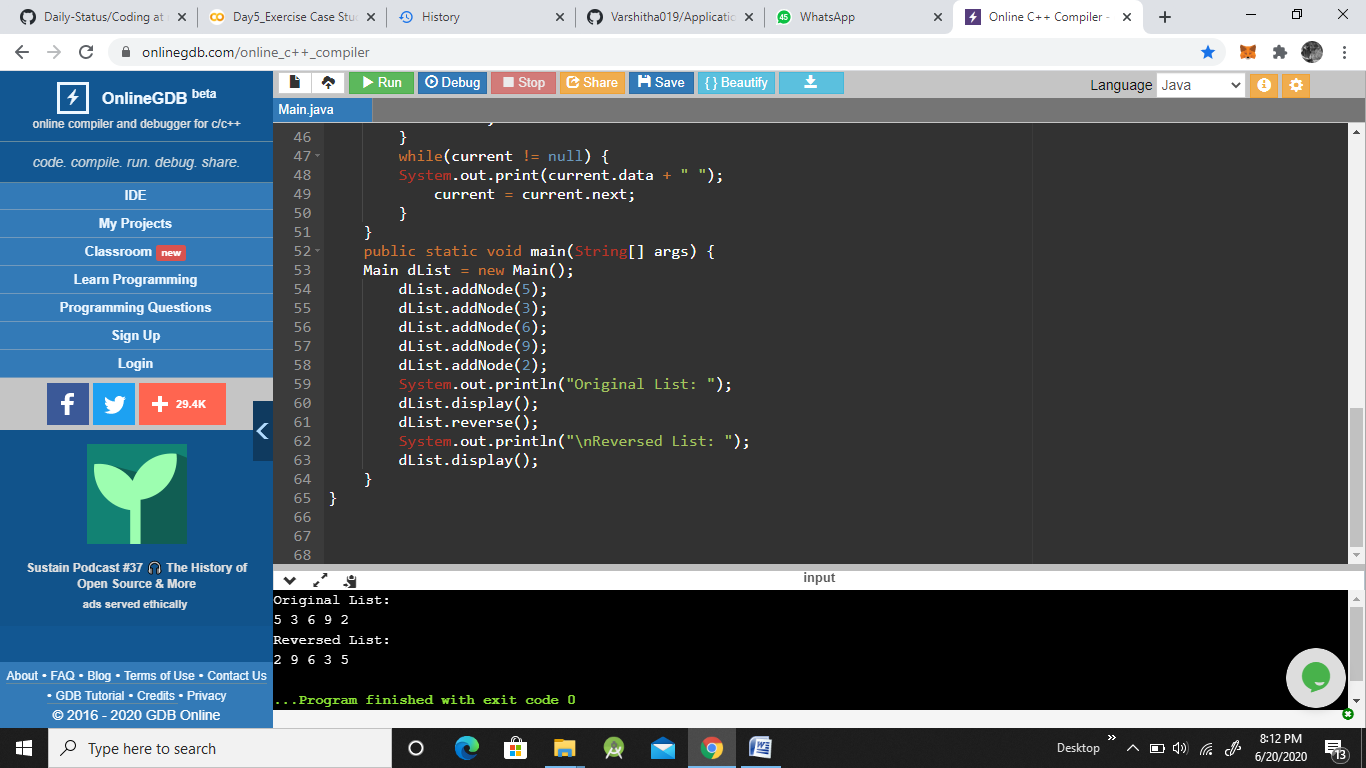 Daily-Status/Coding at
Day5_Exercise Case Stu
History
Varshitha019/Applicatio
45 WhatsApp
Online C++ Compiler -
onlinegdb.com/online_c++_compiler
OnlineGDB beta
online compiler and debugger for c/c++
code. compile. run. debug. share.
IDE
My Projects
Classroom new
Learn Programming
Programming Questions
Sign Up
Login
f + 29.4K
Sustain Podcast #37 🎧 The History of
Open Source & More
ads served ethically
About • FAQ • Blog • Terms of Use • Contact Us
• GDB Tutorial • Credits • Privacy
© 2016 - 2020 GDB Online
Run Debug Stop Share Save { } Beautify
Language Java
Main.java
46 }
47 while(current != null) {
48 System.out.print(current.data + " ");
49 current = current.next;
50 }
51 }
52 public static void main(String[] args) {
53 Main dList = new Main();
54 dList.addNode(5);
55 dList.addNode(3);
56 dList.addNode(6);
57 dList.addNode(9);
58 dList.addNode(2);
59 System.out.println("Original List: ");
60 dList.display();
61 dList.reverse();
62 System.out.println("\nReversed List: ");
63 dList.display();
64 }
65 }
66
67
68
input
Original List:
5 3 6 9 2
Reversed List:
2 9 6 3 5
...Program finished with exit code 0
Type here to search
Desktop »
8:12 PM
6/20/2020
13